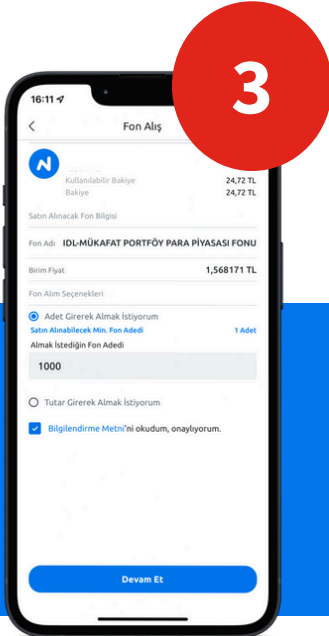 3
16:11
Fon Alış
N
Kullanılabilir Bakiye 24,72 TL
Bakiye 24,72 TL
Satın Alınacak Fon Bilgisi
Fon Adı IDL-MÜKAFAT PORTFÖY PARA PİYASASI FONU
Birim Fiyat 1,568171 TL
Fon Alım Seçenekleri
Adet Girerek Almak İstiyorum
Satın Alınabilecek Min. Fon Adedi 1 Adet
Almak İstediğin Fon Adedi
1000
Tutar Girerek Almak İstiyorum
Bilgilendirme Metni'ni okudum, onaylıyorum.
Devam Et